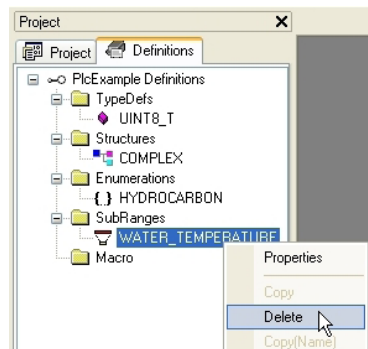 Project
Project Definitions
PlcExample Definitions
TypeDefs
UINT8_T
Structures
COMPLEX
Enumerations
HYDROCARBON
SubRanges
WATER_TEMPERATURE
Macro
Properties
Copy
Delete
Copy(Name)